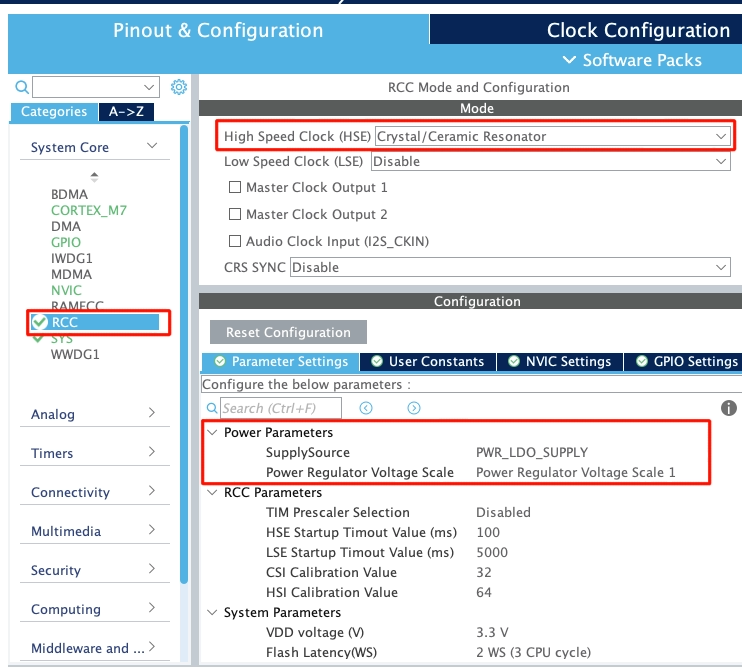 Pinout & Configuration
Clock Configuration
Software Packs
Categories
A->Z
System Core
BDMA
CORTEX_M7
DMA
GPIO
IWDG1
MDMA
NVIC
RAMECC
RCC
SYS
WWDG1
Analog
Timers
Connectivity
Multimedia
Security
Computing
Middleware and ...
RCC Mode and Configuration
Mode
High Speed Clock (HSE) Crystal/Ceramic Resonator
Low Speed Clock (LSE) Disable
Master Clock Output 1
Master Clock Output 2
Audio Clock Input (I2S_CKIN)
CRS SYNC Disable
Configuration
Reset Configuration
Parameter Settings User Constants NVIC Settings GPIO Settings
Configure the below parameters :
Search (Ctrl+F)
Power Parameters
SupplySource PWR_LDO_SUPPLY
Power Regulator Voltage Scale Power Regulator Voltage Scale 1
RCC Parameters
TIM Prescaler Selection Disabled
HSE Startup Timout Value (ms) 100
LSE Startup Timout Value (ms) 5000
CSI Calibration Value 32
HSI Calibration Value 64
System Parameters
VDD voltage (V) 3.3 V
Flash Latency(WS) 2 WS (3 CPU cycle)